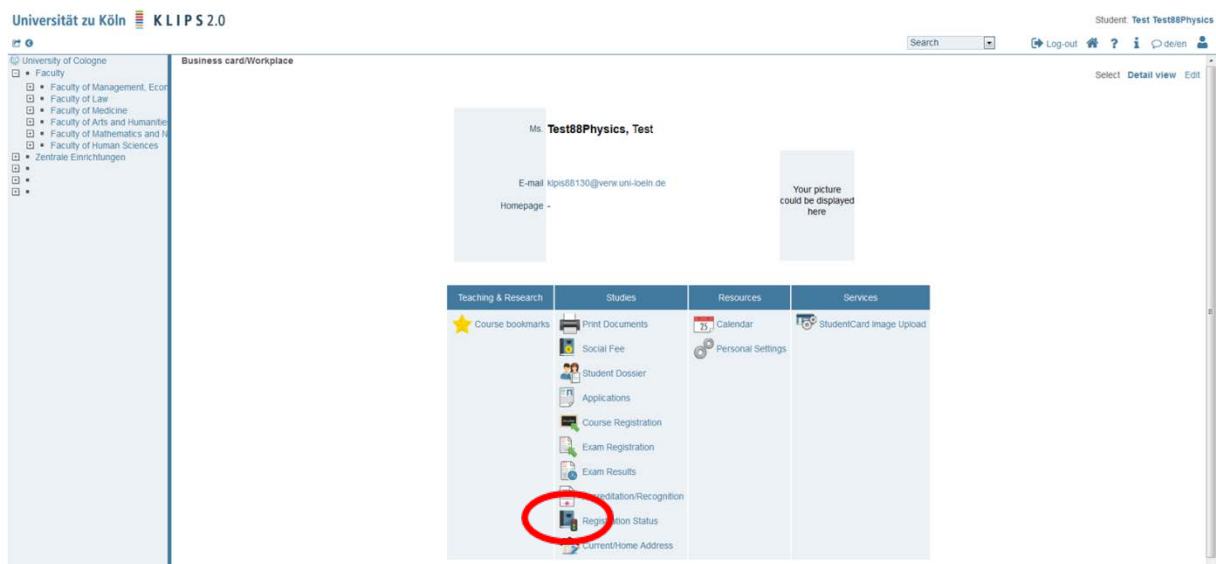 Universität zu Köln KLIPS 2.0
Student: Test Test88Physics
Search
Log-out ? i de/en
University of Cologne
Faculty
Faculty of Management, Econ
Faculty of Law
Faculty of Medicine
Faculty of Arts and Humanitie
Faculty of Mathematics and N
Faculty of Human Sciences
Zentrale Einrichtungen
Business card/Workplace
Select Detail view Edit
Ms. Test88Physics, Test
E-mail klpis88130@verw.uni-loeln.de
Homepage -
Your picture
could be displayed
here
Teaching & Research Studies Resources Services
Course bookmarks Print Documents 25 Calendar StudentCard Image Upload
Social Fee Personal Settings
Student Dossier
Applications
Course Registration
Exam Registration
Exam Results
Accreditation/Recognition
Registration Status
Current/Home Address